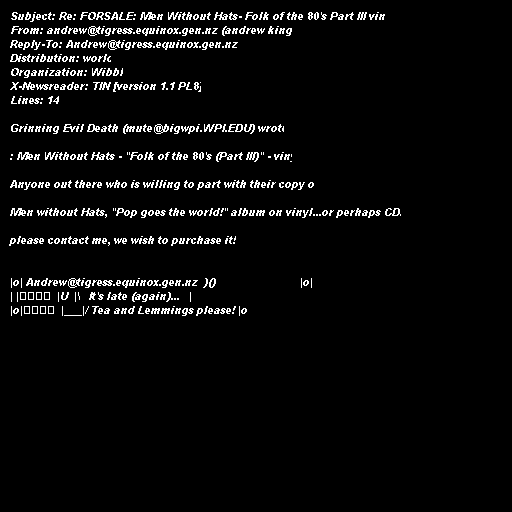 Subject: Re: FORSALE: Men Without Hats- Folk of the 80's Part III vin
From: andrew@tigress.equinox.gen.nz (andrew king
Reply-To: Andrew@tigress.equinox.gen.nz
Distribution: world
Organization: Wibbl
X-Newsreader: TIN [version 1.1 PL8]
Lines: 14
Grinning Evil Death (mute@bigwpi.WPI.EDU) wrote
: Men Without Hats - "Folk of the 80's (Part III)" - viny
Anyone out there who is willing to part with their copy o
Men without Hats, "Pop goes the world!" album on vinyl...or perhaps CD.
please contact me, we wish to purchase it!
|o| Andrew@tigress.equinox.gen.nz )() |o|
| |□□□□ |U |\ It's late (again)... |
|o|□□□□ |___|/ Tea and Lemmings please! |o